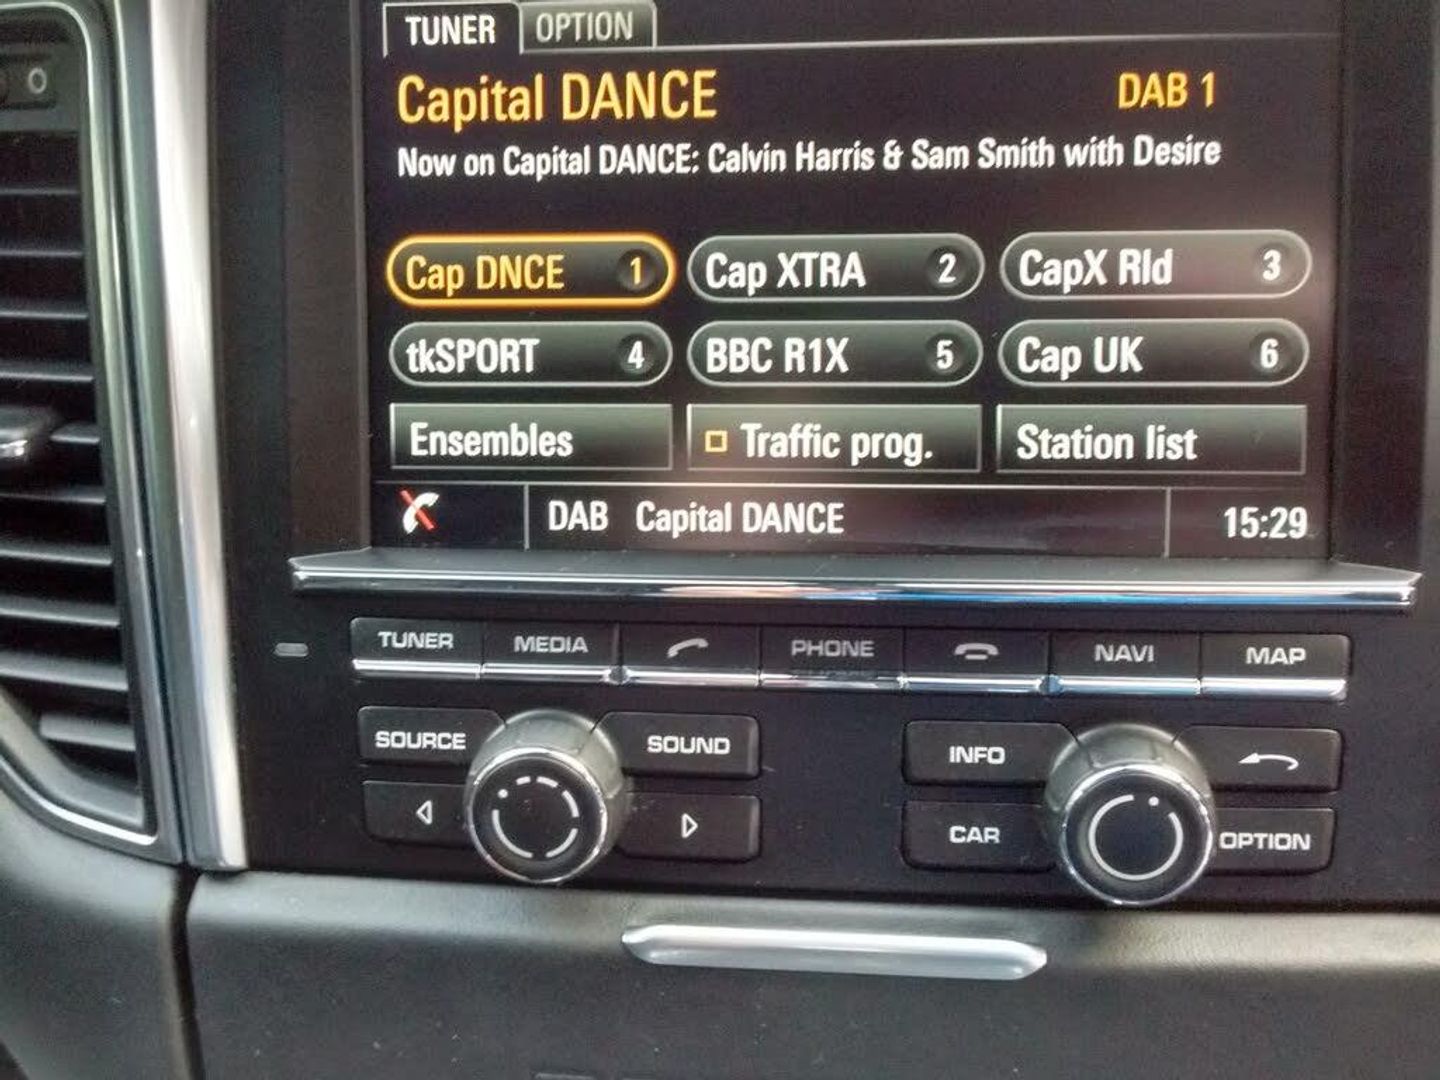 TUNER OPTION
Capital DANCE DAB 1
Now on Capital DANCE: Calvin Harris & Sam Smith with Desire
Cap DNCE 1 Cap XTRA 2 CapX Rld 3
tkSPORT 4 BBC R1X 5 Cap UK 6
Ensembles Traffic prog. Station list
DAB Capital DANCE 15:29
TUNER MEDIA PHONE NAVI MAP
SOURCE SOUND INFO
CAR OPTION